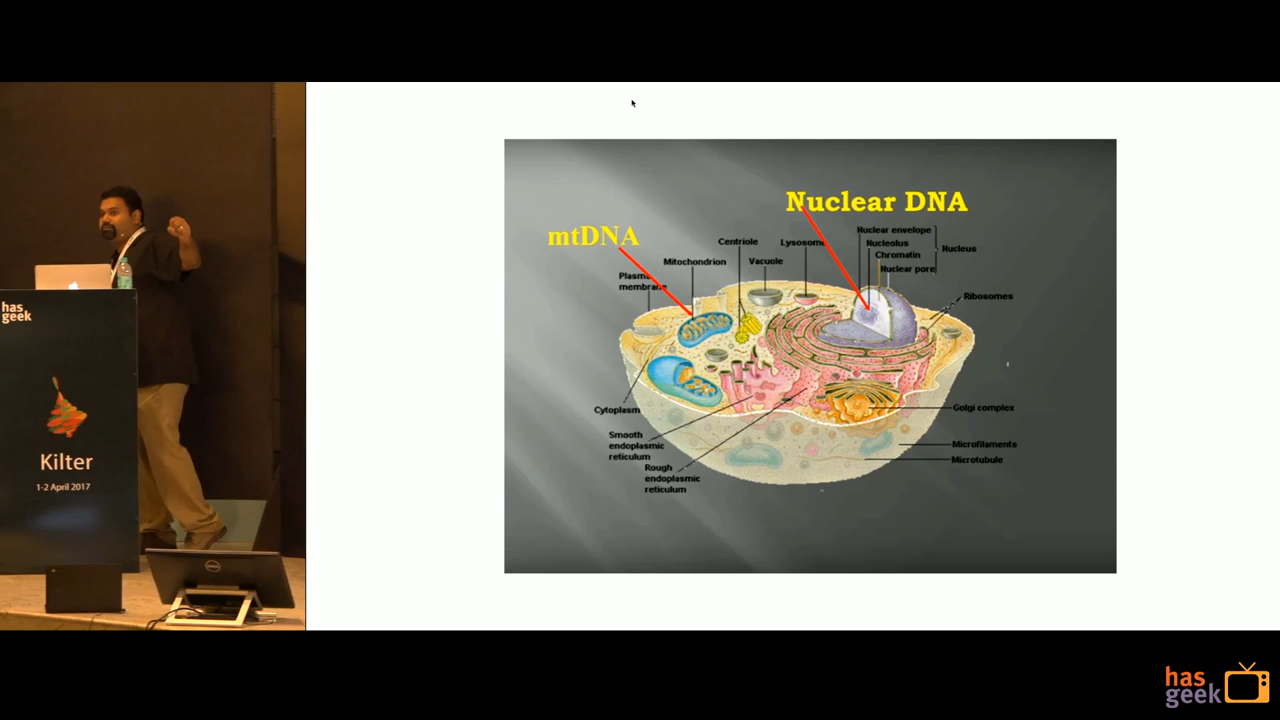 has
geek
Kilter
1-2 April 2017
DELL
Nuclear DNA
mtDNA
Nuclear envelope
Nucleolus
Chromatin
Nuclear pore
Nucleus
Centriole
Lysosome
Mitochondrion
Vacuole
Plasma
membrane
Ribosomes
Cytoplasm
Golgi complex
Smooth
endoplasmic
reticulum
Microfilaments
Microtubule
Rough
endoplasmic
reticulum
has
geek